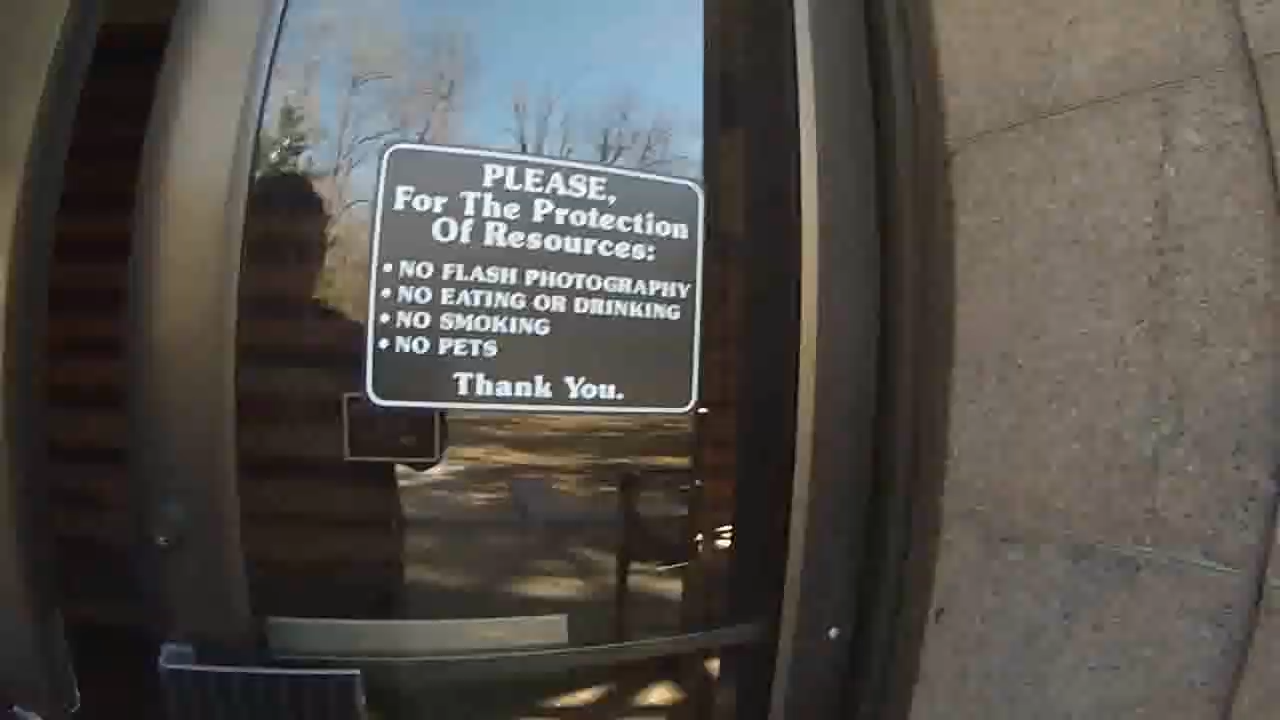 PLEASE,
For The Protection
Of Resources:
• NO FLASH PHOTOGRAPHY
• NO EATING OR DRINKING
• NO SMOKING
• NO PETS
Thank You.